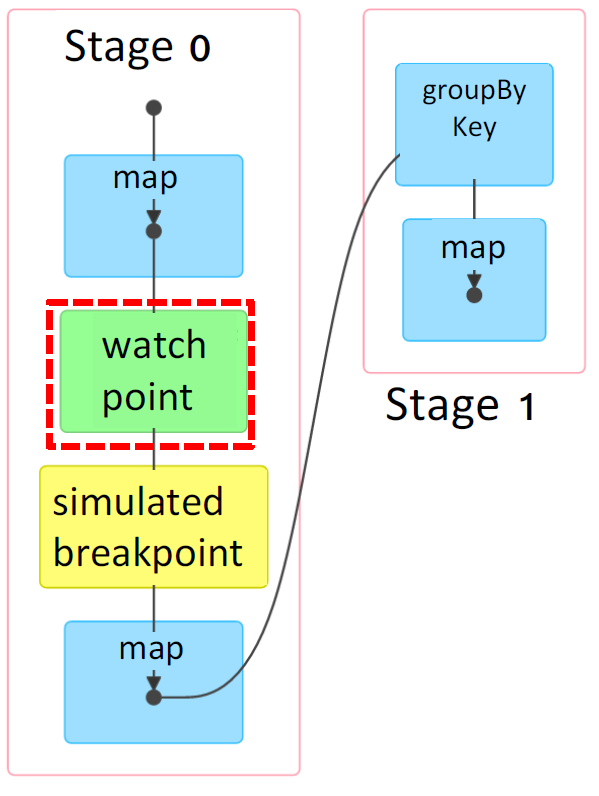 Stage 0
map
watch
point
simulated
breakpoint
map
groupBy
Key
map
Stage 1